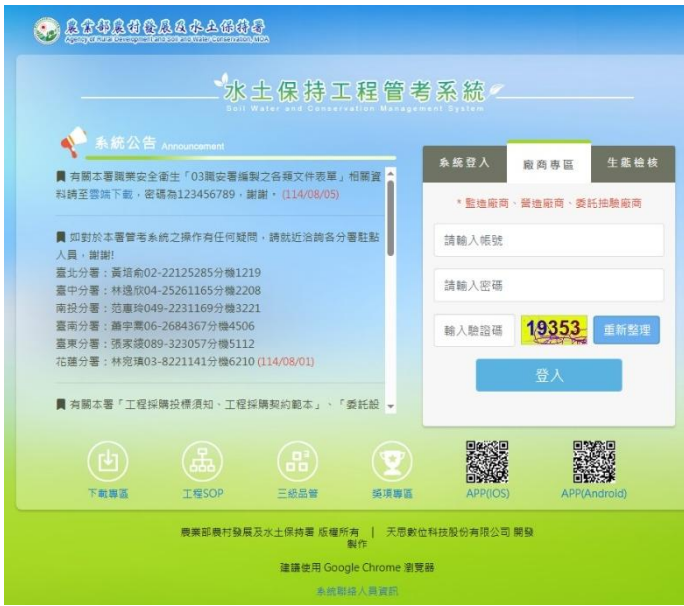 農業部農村發展及水土保持署
Agency of Rural Development and Soil and Water Conservation, MOA
水土保持工程管考系統
Soil Water and Conservation Management System
系統公告 Announcement
有關本署職業安全衛生「03職安署編製之各類文件表單」相關資
料請至雲端下載，密碼為123456789，謝謝。(114/08/05)
如對於本署管考系統之操作有任何疑問，請就近洽詢各分署駐點
人員，謝謝!
臺北分署：黃培俞02-22125285分機1219
臺中分署：林逸欣04-25261165分機2208
南投分署：范惠玲049-2231169分機3221
臺南分署：蕭宇薰06-2684367分機4506
臺東分署：張家嫚089-323057分機5112
花蓮分署：林宛瑱03-8221141分機6210 (114/08/01)
有關本署「工程採購投標須知、工程採購契約範本」、「委託設
系統登入
廠商專區
生態檢核
* 監造廠商、營造廠商、委託抽驗廠商
請輸入帳號
請輸入密碼
輸入驗證碼
19353
重新整理
登入
下載專區
工程SOP
三級品管
獎項專區
APP(IOS)
APP(Android)
農業部農村發展及水土保持署 版權所有 | 天思數位科技股份有限公司 開發
製作
建議使用 Google Chrome 瀏覽器
系統聯絡人員資訊